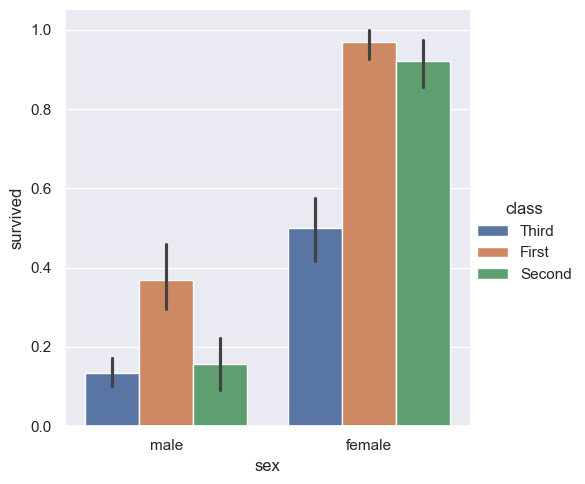 1.0
0.8
0.6
0.4
0.2
0.0
survived
male
female
sex
class
Third
First
Second